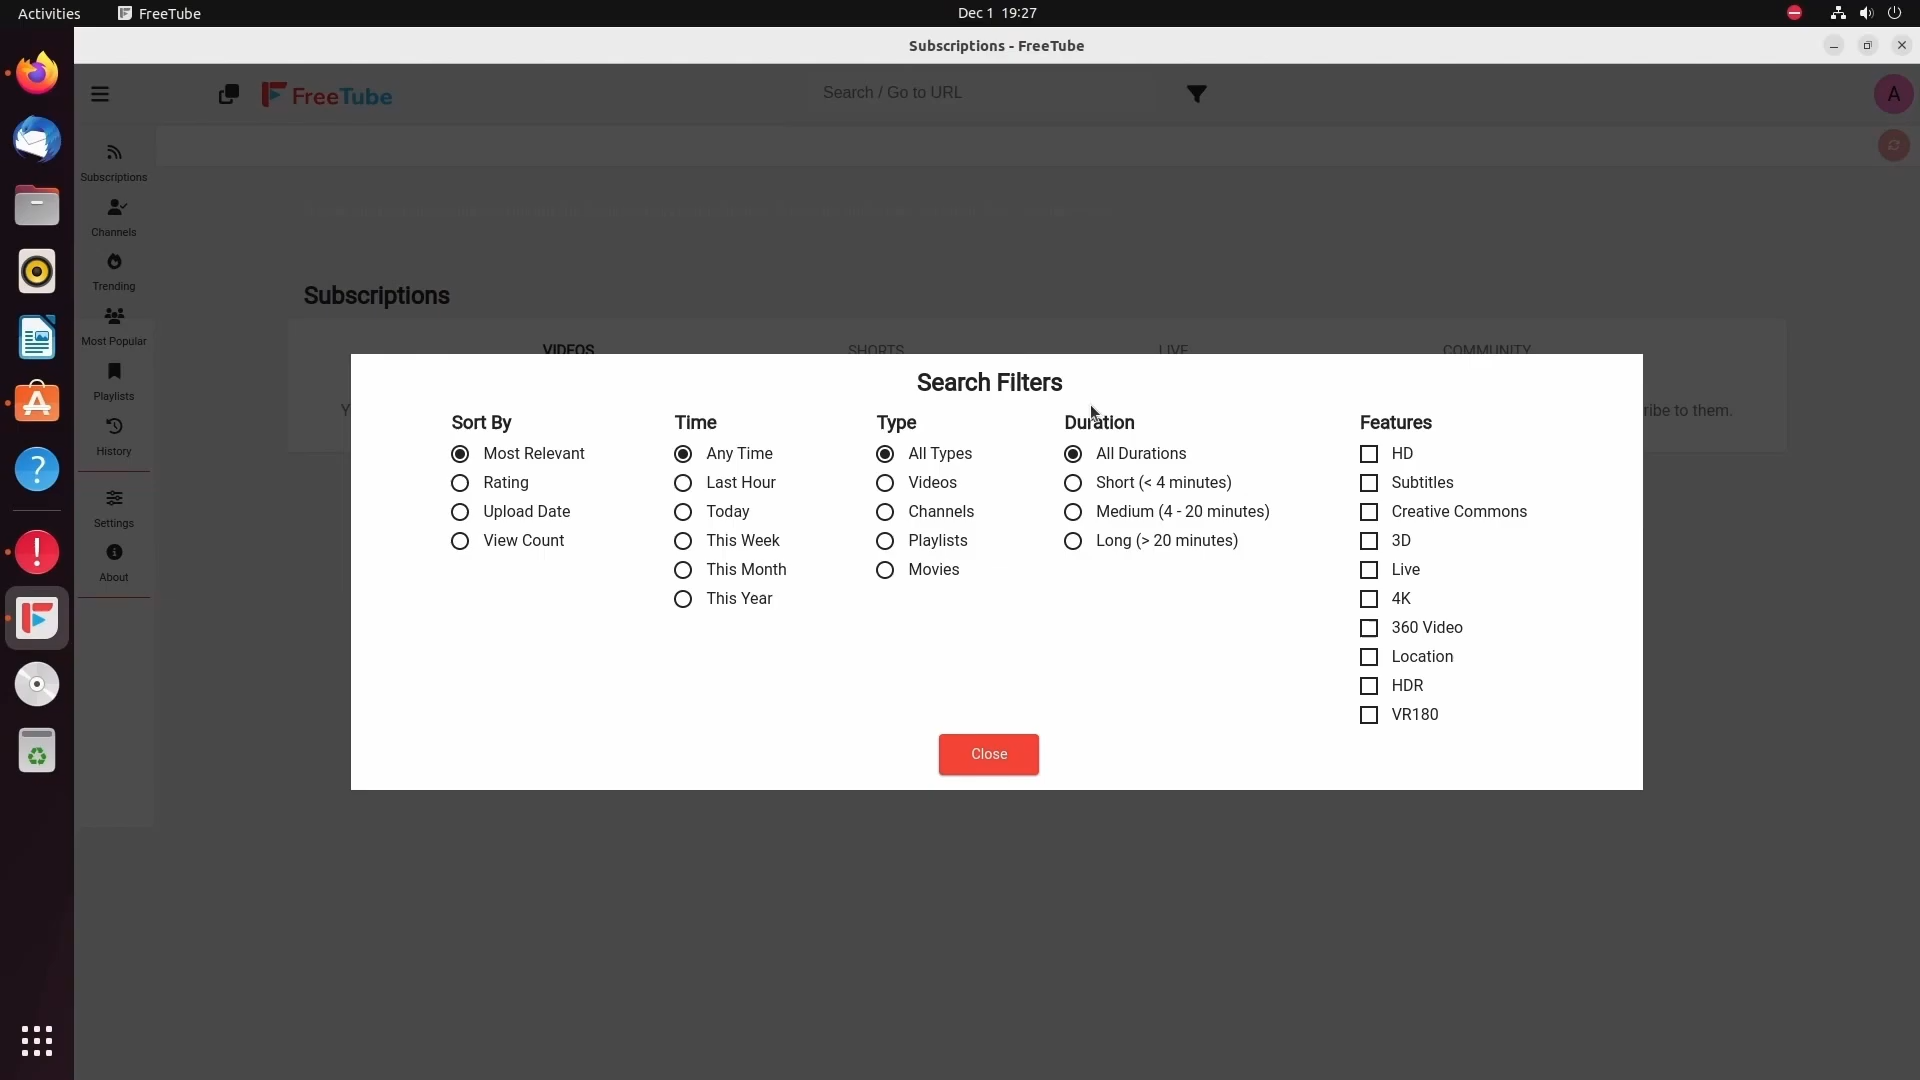 Activities FreeTube Dec 1 19:27
Subscriptions - FreeTube
FreeTube Search / Go to URL A
Subscriptions
Channels
Trending
Most Popular
Playlists
History
Settings
About
Subscriptions
VIDEOS SHORTS LIVE COMMUNITY
ribe to them.
Search Filters
Sort By
Most Relevant
Rating
Upload Date
View Count
Time
Any Time
Last Hour
Today
This Week
This Month
This Year
Type
All Types
Videos
Channels
Playlists
Movies
Duration
All Durations
Short (< 4 minutes)
Medium (4 - 20 minutes)
Long (> 20 minutes)
Features
HD
Subtitles
Creative Commons
3D
Live
4K
360 Video
Location
HDR
VR180
Close